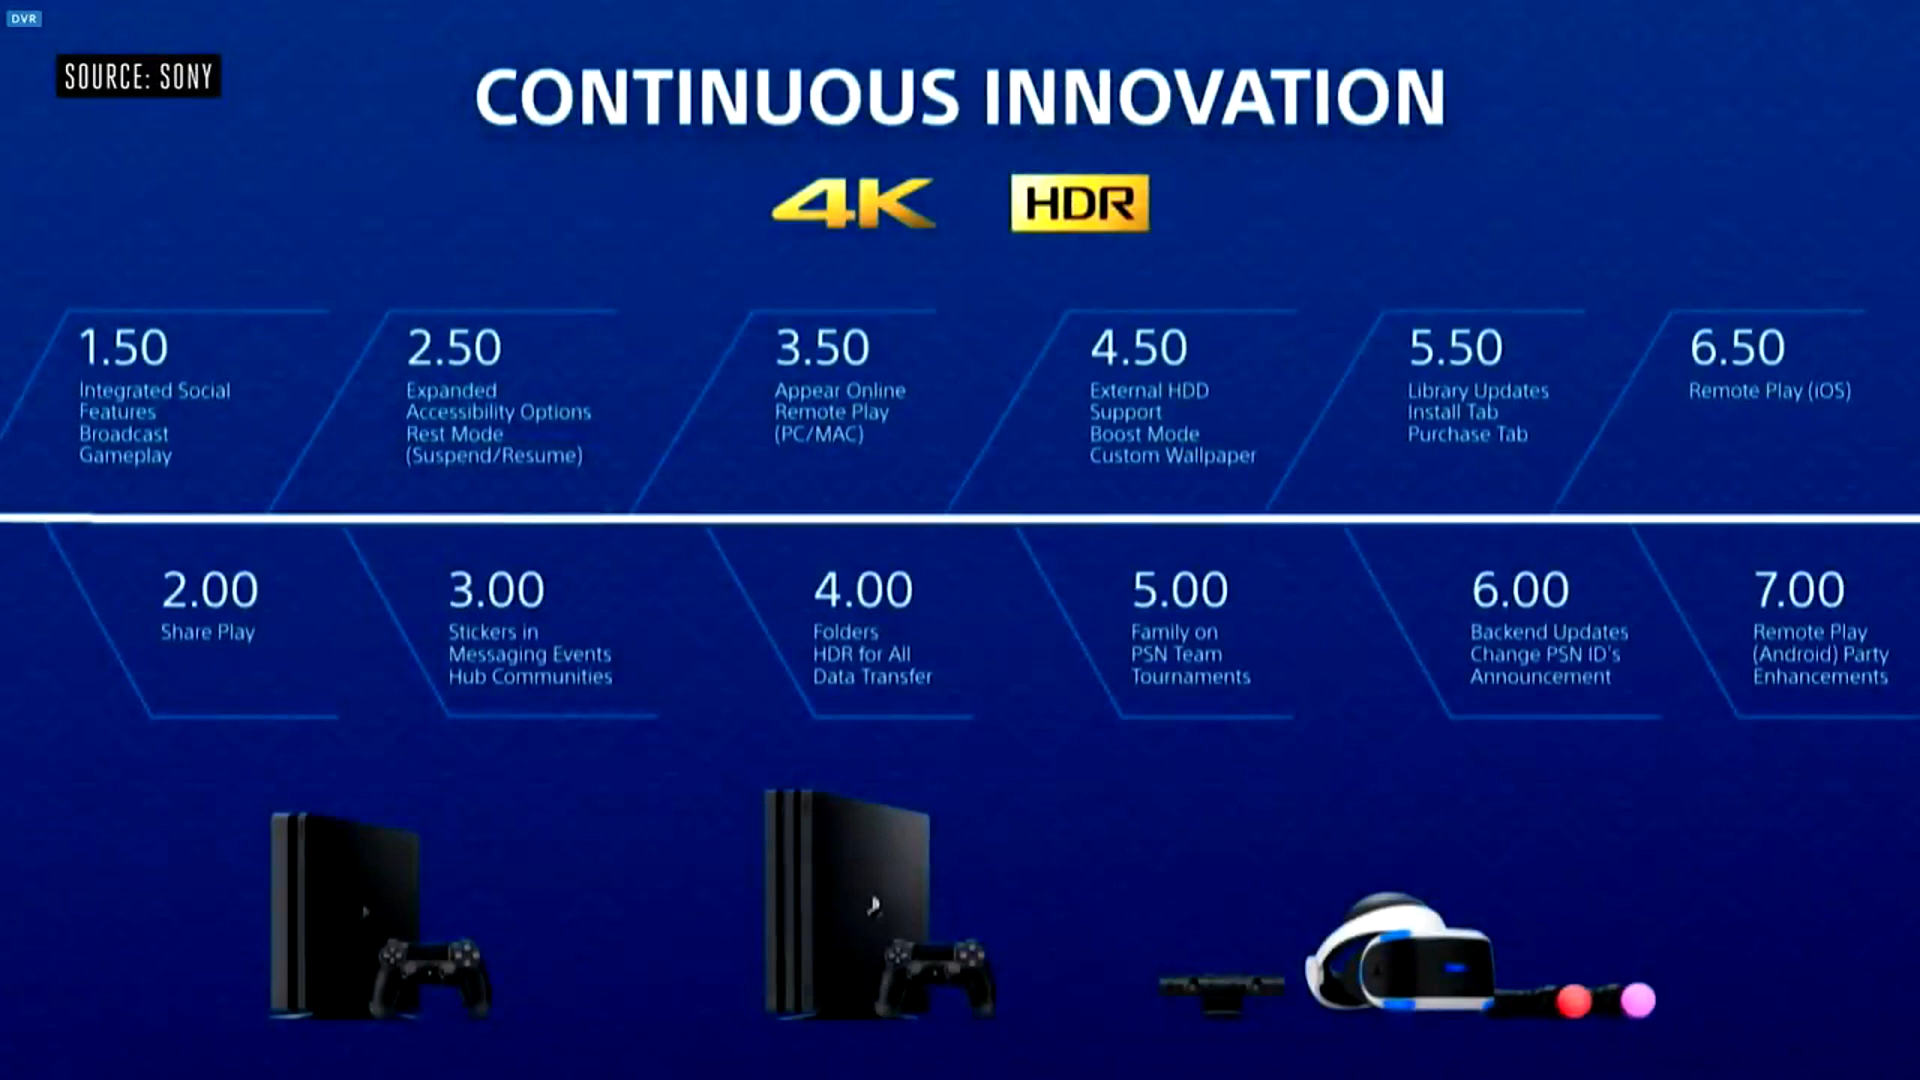 DVR
SOURCE: SONY
CONTINUOUS INNOVATION
4K HDR
1.50
Integrated Social
Features
Broadcast
Gameplay
2.50
Expanded
Accessibility Options
Rest Mode
(Suspend/Resume)
3.50
Appear Online
Remote Play
(PC/MAC)
4.50
External HDD
Support
Boost Mode
Custom Wallpaper
5.50
Library Updates
Install Tab
Purchase Tab
6.50
Remote Play (iOS)
2.00
Share Play
3.00
Stickers in
Messaging Events
Hub Communities
4.00
Folders
HDR for All
Data Transfer
5.00
Family on
PSN Team
Tournaments
6.00
Backend Updates
Change PSN ID's
Announcement
7.00
Remote Play
(Android) Party
Enhancements